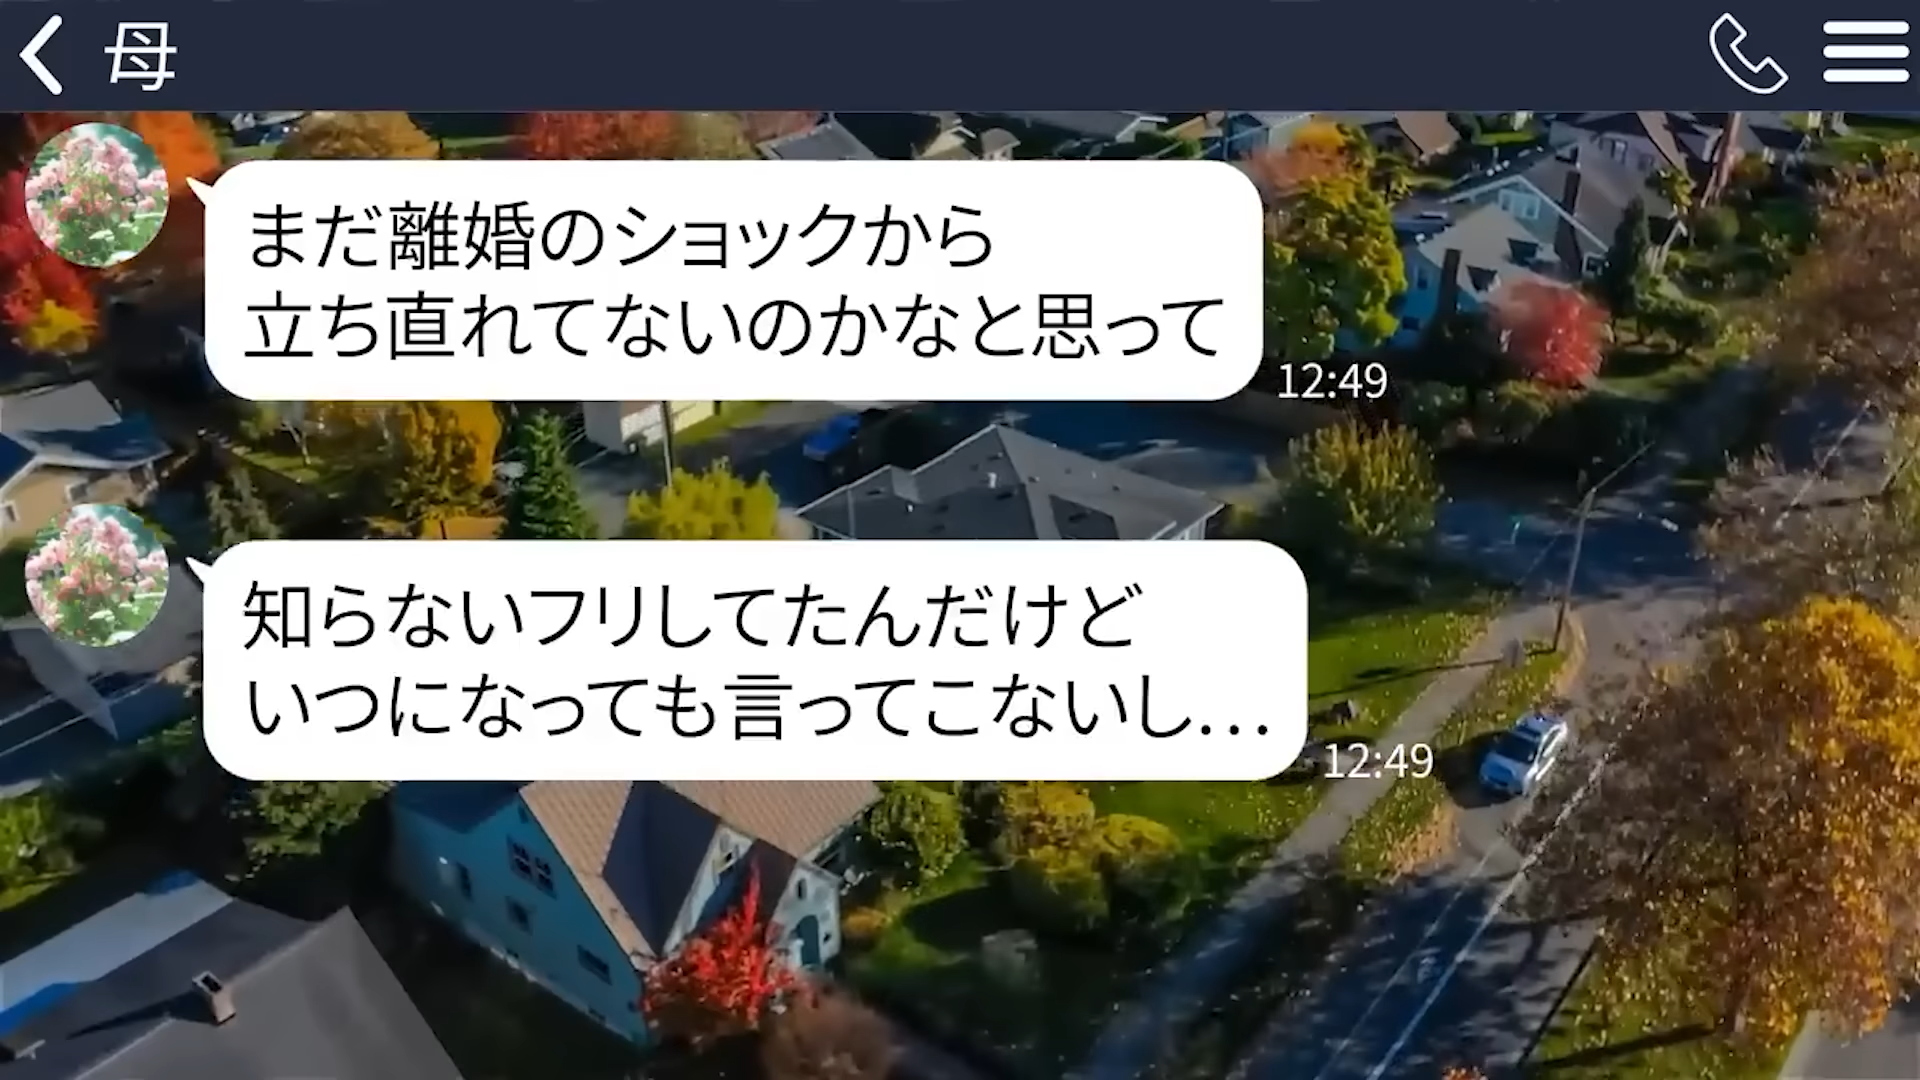 母
まだ離婚のショックから
立ち直れてないのかなと思って
12:49
知らないフリしてたんだけど
いつになっても言ってこないし…
12:49